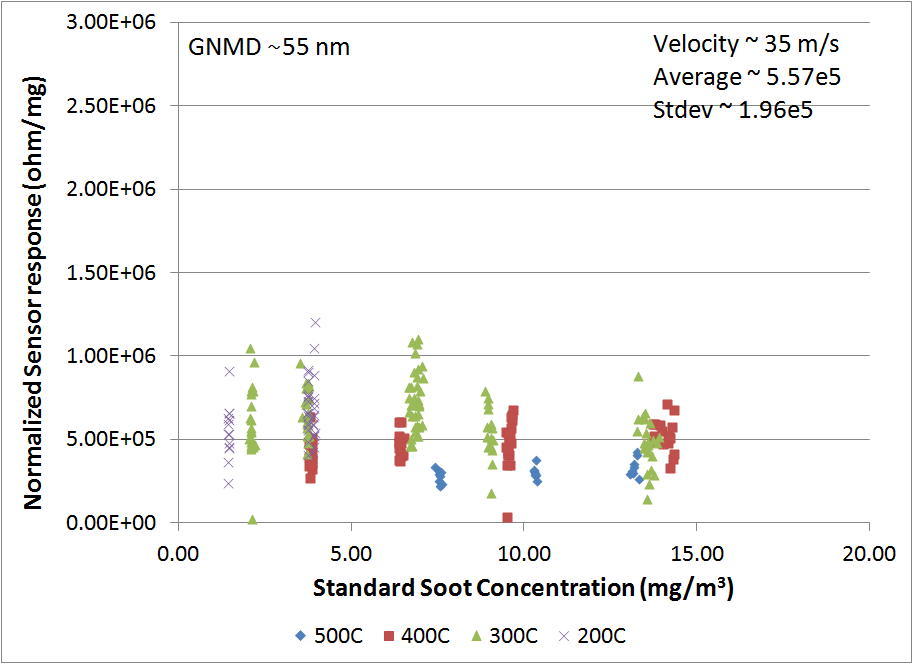 3.00E+06
GNMD ~55 nm
Velocity ~ 35 m/s
Average ~ 5.57e5
Stdev ~ 1.96e5
2.50E+06
2.00E+06
1.50E+06
1.00E+06
5.00E+05
0.00E+00
Normalized Sensor response (ohm/mg)
0.00 5.00 10.00 15.00 20.00
Standard Soot Concentration (mg/m³)
500C 400C 300C 200C